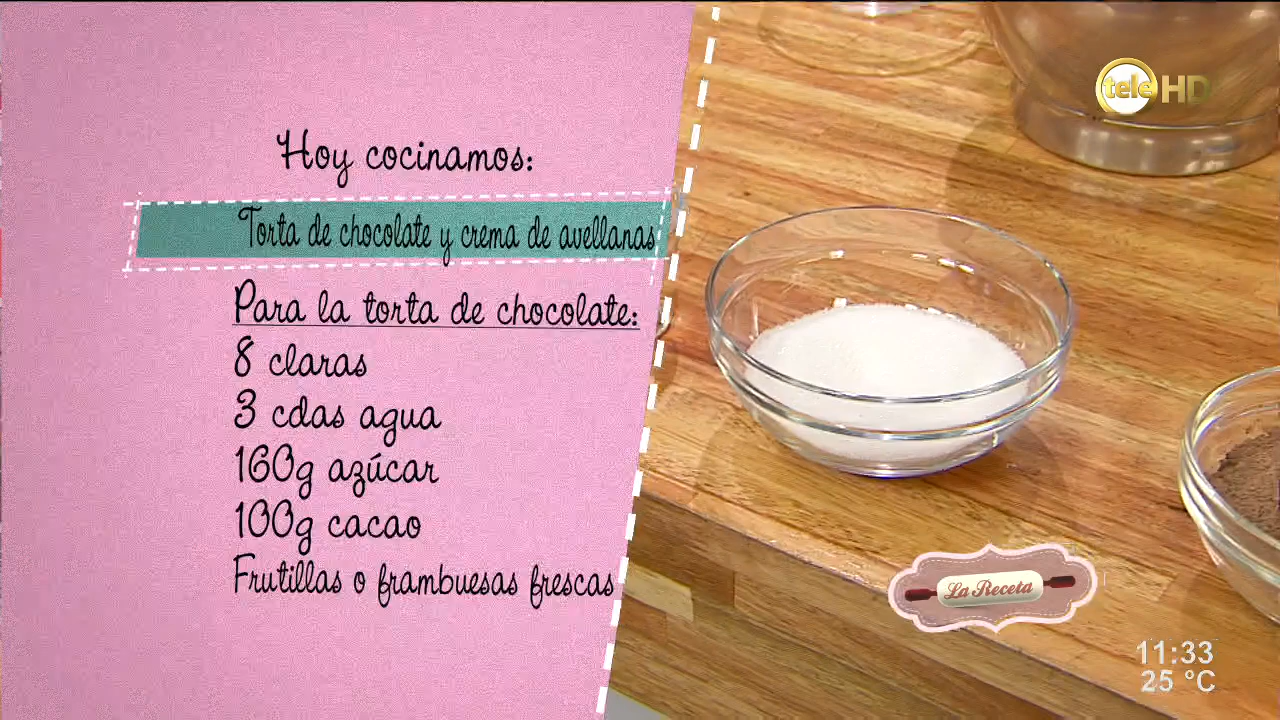 Hoy cocinamos:
Torta de chocolate y crema de avellanas
Para la torta de chocolate:
8 claras
3 cdas agua
160g azúcar
100g cacao
Frutillas o frambuesas frescas
tele HD
La Receta
11:33
25 °C